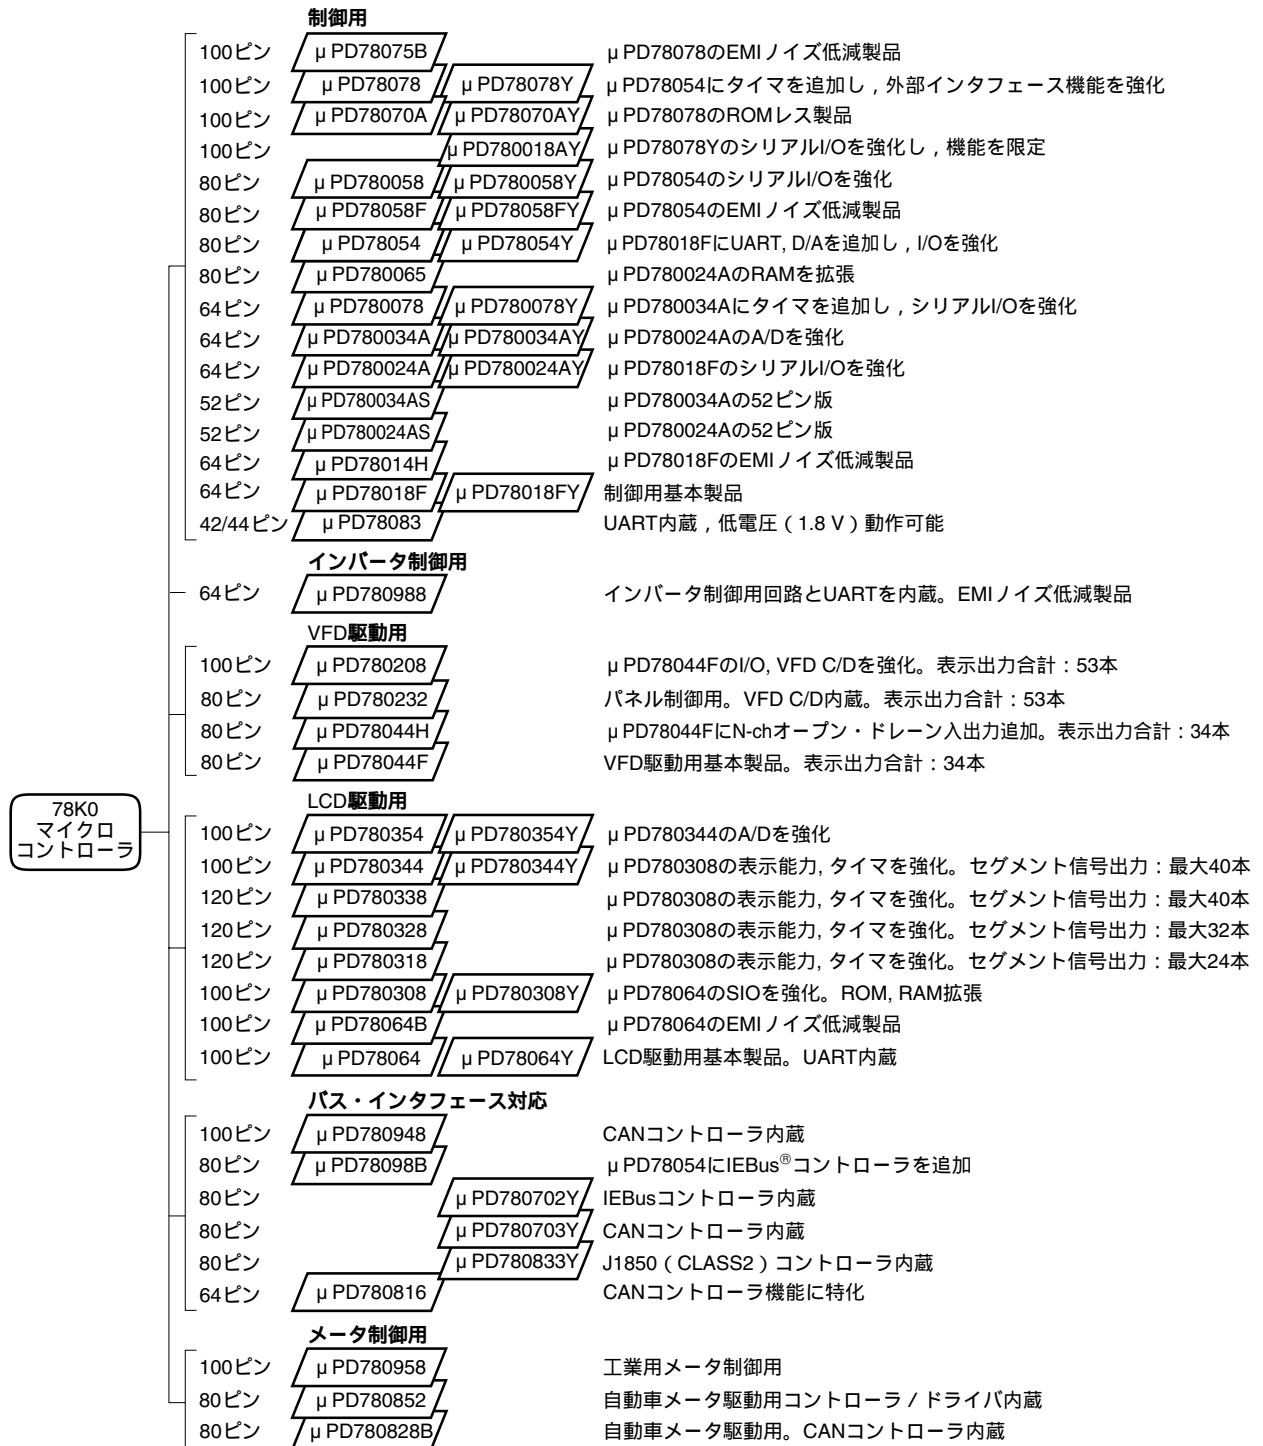 制御用
100ピン μPD78075B μPD78078のEMIノイズ低減製品
100ピン μPD78078 μPD78078Y μPD78054にタイマを追加し，外部インタフェース機能を強化
100ピン μPD78070A μPD78070AY μPD78078のROMレス製品
100ピン μPD780018AY μPD78078YのシリアルI/Oを強化し，機能を限定
80ピン μPD780058 μPD780058Y μPD78054のシリアルI/Oを強化
80ピン μPD78058F μPD78058FY μPD78054のEMIノイズ低減製品
80ピン μPD78054 μPD78054Y μPD78018FにUART, D/Aを追加し，I/Oを強化
80ピン μPD780065 μPD780024AのRAMを拡張
64ピン μPD780078 μPD780078Y μPD780034Aにタイマを追加し，シリアルI/Oを強化
64ピン μPD780034A μPD780034AY μPD780024AのA/Dを強化
64ピン μPD780024A μPD780024AY μPD78018FのシリアルI/Oを強化
52ピン μPD780034AS μPD780034Aの52ピン版
52ピン μPD780024AS μPD780024Aの52ピン版
64ピン μPD78014H μPD78018FのEMIノイズ低減製品
64ピン μPD78018F μPD78018FY 制御用基本製品
42/44ピン μPD78083 UART内蔵，低電圧（1.8 V）動作可能
インバータ制御用
64ピン μPD780988 インバータ制御用回路とUARTを内蔵。EMIノイズ低減製品
VFD駆動用
100ピン μPD780208 μPD78044FのI/O, VFD C/Dを強化。表示出力合計：53本
80ピン μPD780232 パネル制御用。VFD C/D内蔵。表示出力合計：53本
80ピン μPD78044H μPD78044FにN-chオープン・ドレーン入出力追加。表示出力合計：34本
80ピン μPD78044F VFD駆動用基本製品。表示出力合計：34本
78K0
マイクロ
コントローラ
LCD駆動用
100ピン μPD780354 μPD780354Y μPD780344のA/Dを強化
100ピン μPD780344 μPD780344Y μPD780308の表示能力, タイマを強化。セグメント信号出力：最大40本
120ピン μPD780338 μPD780308の表示能力, タイマを強化。セグメント信号出力：最大40本
120ピン μPD780328 μPD780308の表示能力, タイマを強化。セグメント信号出力：最大32本
120ピン μPD780318 μPD780308の表示能力, タイマを強化。セグメント信号出力：最大24本
100ピン μPD780308 μPD780308Y μPD78064のSIOを強化。ROM, RAM拡張
100ピン μPD78064B μPD78064のEMIノイズ低減製品
100ピン μPD78064 μPD78064Y LCD駆動用基本製品。UART内蔵
バス・インタフェース対応
100ピン μPD780948 CANコントローラ内蔵
80ピン μPD78098B μPD78054にIEBus®コントローラを追加
80ピン μPD780702Y IEBusコントローラ内蔵
80ピン μPD780703Y CANコントローラ内蔵
80ピン μPD780833Y J1850（CLASS2）コントローラ内蔵
64ピン μPD780816 CANコントローラ機能に特化
メータ制御用
100ピン μPD780958 工業用メータ制御用
80ピン μPD780852 自動車メータ駆動用コントローラ／ドライバ内蔵
80ピン μPD780828B 自動車メータ駆動用。CANコントローラ内蔵